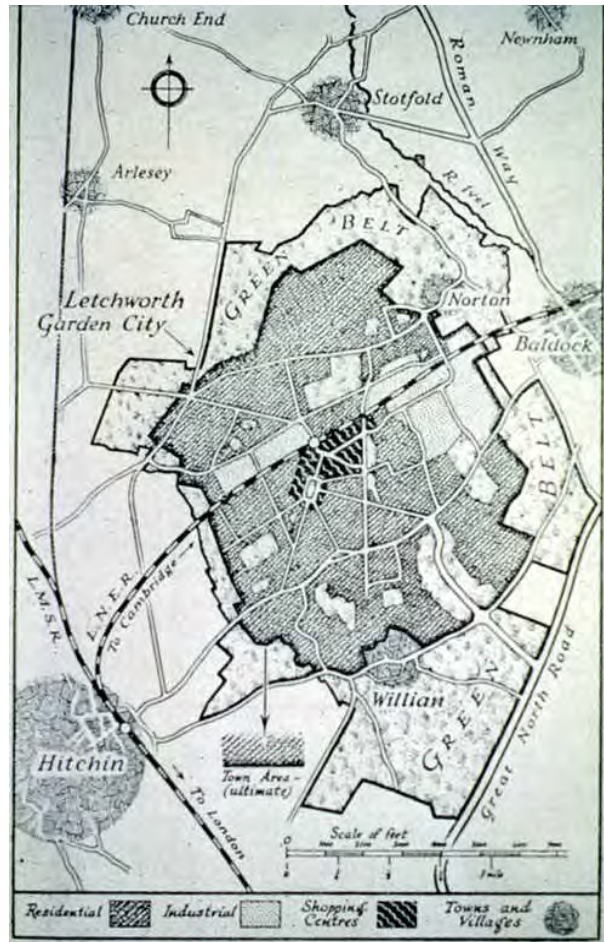 Church End
Newnham
Roman
Way
Stotfold
Arlesey
R. Ivel
GREEN
BELT
Letchworth
Garden City
Norton
Baldock
BELT
L.N.E.R.
To Cambridge
L.M.S.R.
Willian
GREEN
Great
North Road
Hitchin
To London
Town Area -
(ultimate)
Scale of feet
0
1 mile
Residential
Industrial
Shopping
Centres
Towns and
Villages